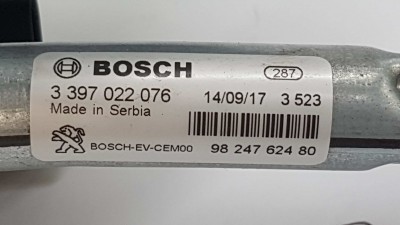 BOSCH 287
3 397 022 076 14/09/17 3 523
Made in Serbia
BOSCH-EV-CEM00 98 247 624 80